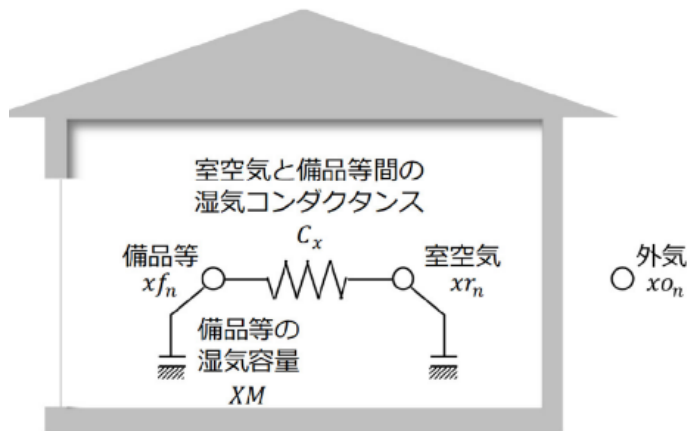 室空気と備品等間の
湿気コンダクタンス
C_x
備品等
xf_n
室空気
xr_n
外気
xo_n
備品等の
湿気容量
XM